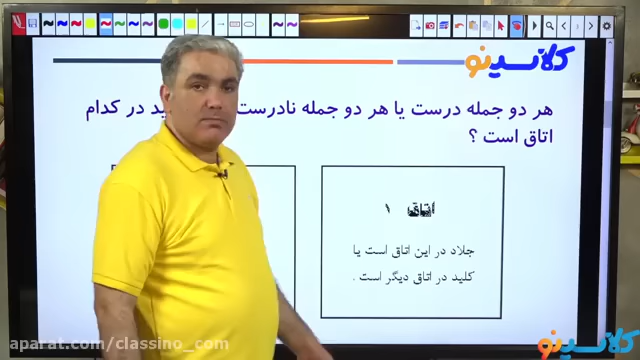 کلاسینو
هر دو جمله درست یا هر دو جمله نادرست در کدام
اتاق است ؟
اتاق ۱
جلاد در این اتاق است یا
کلید در اتاق دیگر است .
aparat.com/classino_com
کلاسینو